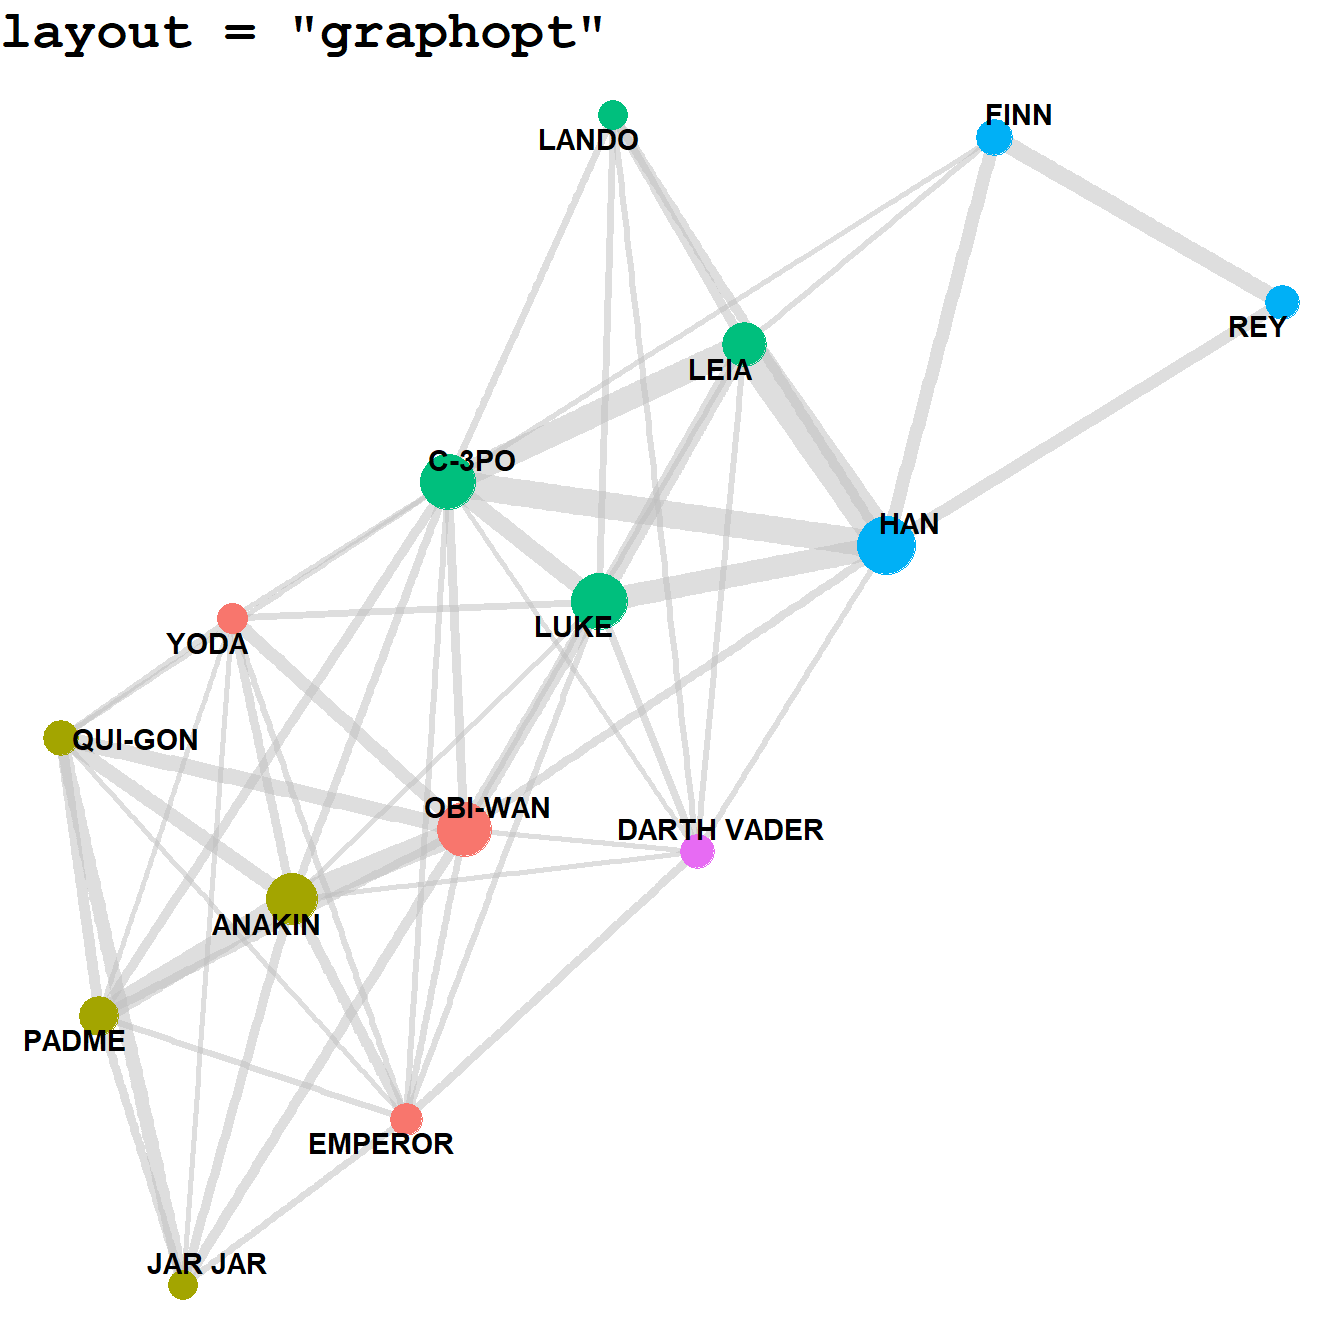 layout = "graphopt"
FINN
LANDO
REY
LEIA
C-3PO
HAN
LUKE
YODA
QUI-GON
OBI-WAN
DARTH VADER
ANAKIN
PADME
EMPEROR
JAR JAR